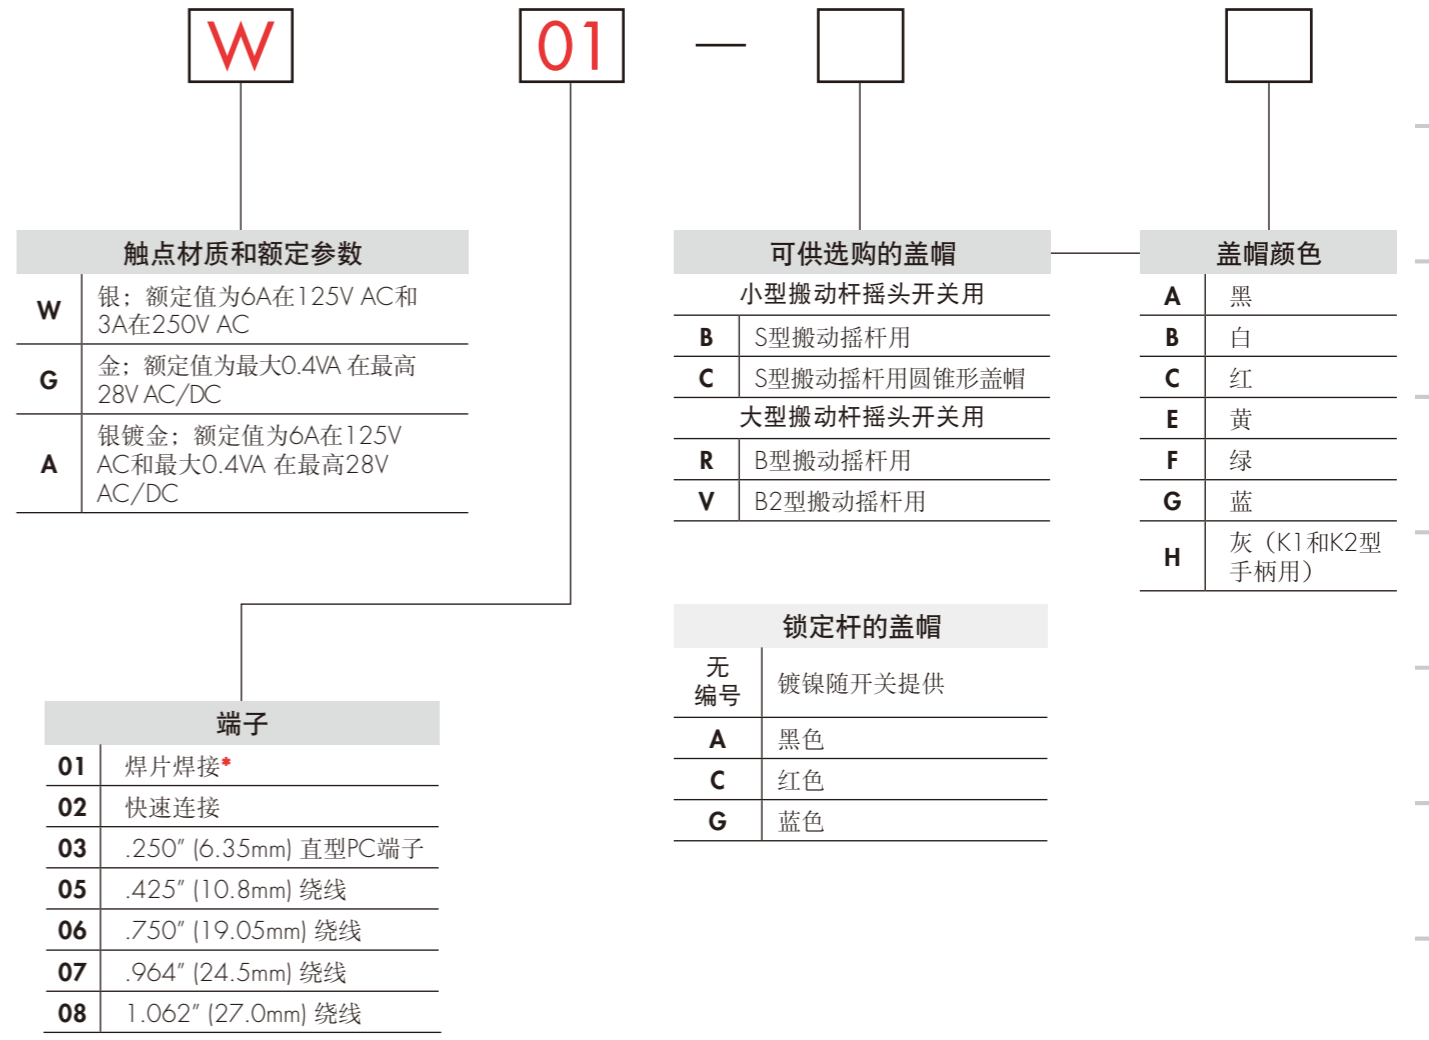 W 01 —
触点材质和额定参数
W 银；额定值为6A在125V AC和
3A在250V AC
G 金；额定值为最大0.4VA 在最高
28V AC/DC
A 银镀金；额定值为6A在125V
AC和最大0.4VA 在最高28V
AC/DC
端子
01 焊片焊接*
02 快速连接
03 .250" (6.35mm) 直型PC端子
05 .425" (10.8mm) 绕线
06 .750" (19.05mm) 绕线
07 .964" (24.5mm) 绕线
08 1.062" (27.0mm) 绕线
可供选购的盖帽
小型搬动杆摇头开关用
B S型搬动摇杆用
C S型搬动摇杆用圆锥形盖帽
大型搬动杆摇头开关用
R B型搬动摇杆用
V B2型搬动摇杆用
锁定杆的盖帽
无
编号 镀镍随开关提供
A 黑色
C 红色
G 蓝色
盖帽颜色
A 黑
B 白
C 红
E 黄
F 绿
G 蓝
H 灰（K1和K2型
手柄用）